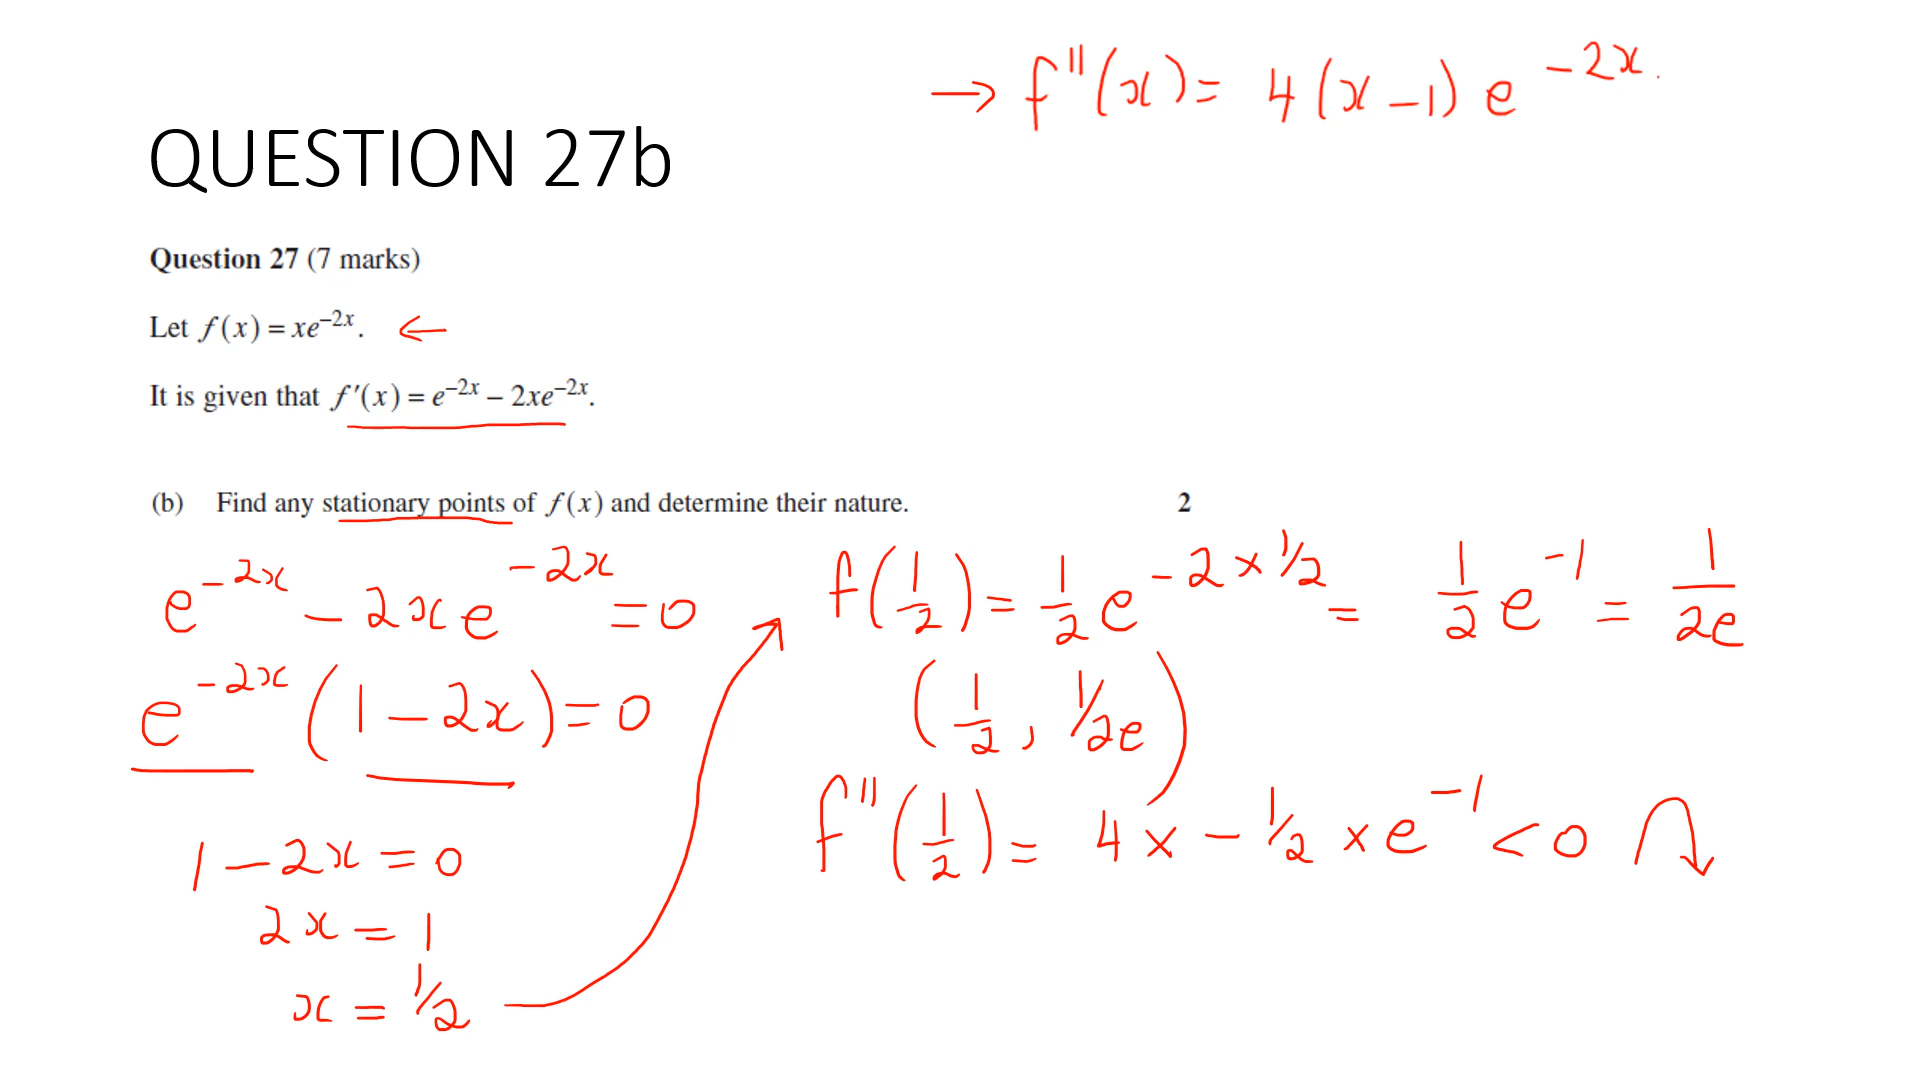 → f''(x) = 4(x−1)e^{−2x}.
QUESTION 27b
Question 27 (7 marks)
Let f(x) = xe^{−2x}. ←
It is given that f′(x) = e^{−2x} − 2xe^{−2x}.
(b) Find any stationary points of f(x) and determine their nature. 2
e^{−2x} − 2xe^{−2x} = 0
e^{−2x}(1−2x) = 0
1−2x = 0
2x = 1
x = 1/2
f(1/2) = 1/2 e^{−2×1/2} = 1/2 e^{−1} = 1/2e
(1/2, 1/2e)
f''(1/2) = 4×−1/2×e^{−1} < 0